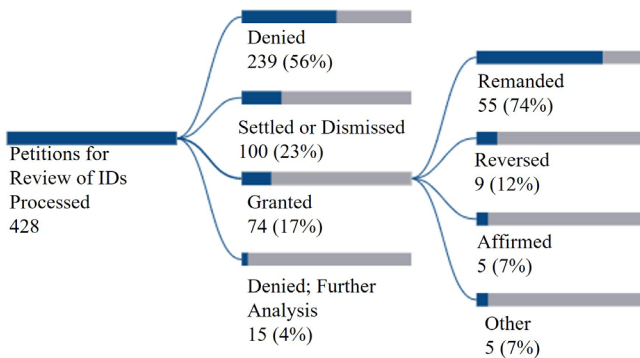 Petitions for
Review of IDs
Processed
428
Denied
239 (56%)
Settled or Dismissed
100 (23%)
Granted
74 (17%)
Denied; Further
Analysis
15 (4%)
Remanded
55 (74%)
Reversed
9 (12%)
Affirmed
5 (7%)
Other
5 (7%)